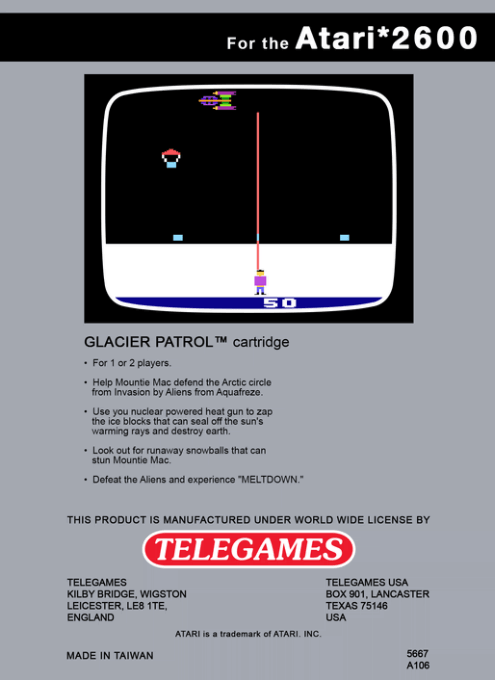 For the Atari*2600
50
GLACIER PATROL™ cartridge
• For 1 or 2 players.
• Help Mountie Mac defend the Arctic circle
from Invasion by Aliens from Aquafreze.
• Use you nuclear powered heat gun to zap
the ice blocks that can seal off the sun's
warming rays and destroy earth.
• Look out for runaway snowballs that can
stun Mountie Mac.
• Defeat the Aliens and experience "MELTDOWN."
THIS PRODUCT IS MANUFACTURED UNDER WORLD WIDE LICENSE BY
TELEGAMES
TELEGAMES
KILBY BRIDGE, WIGSTON
LEICESTER, LE8 1TE,
ENGLAND
TELEGAMES USA
BOX 901, LANCASTER
TEXAS 75146
USA
ATARI is a trademark of ATARI. INC.
MADE IN TAIWAN
5667
A106